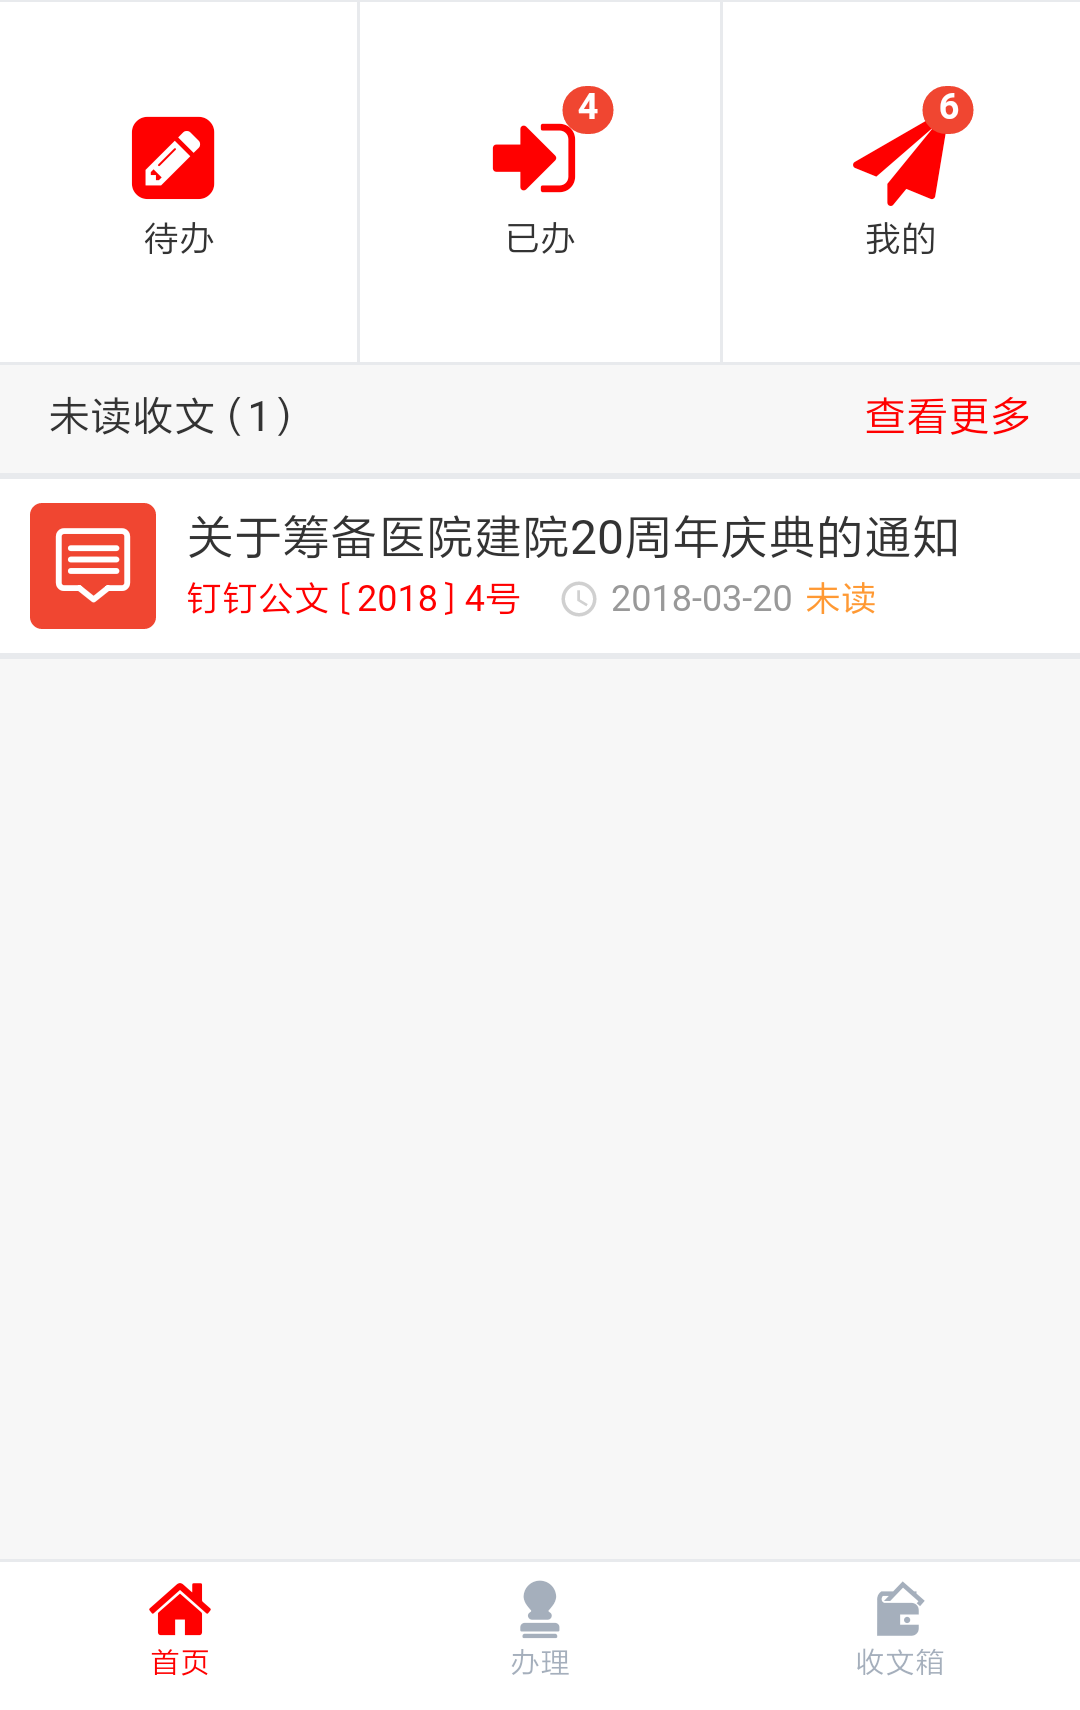 4
6
待办
已办
我的
未读收文（1）
查看更多
关于筹备医院建院20周年庆典的通知
钉钉公文〔2018〕4号 2018-03-20 未读
首页
办理
收文箱